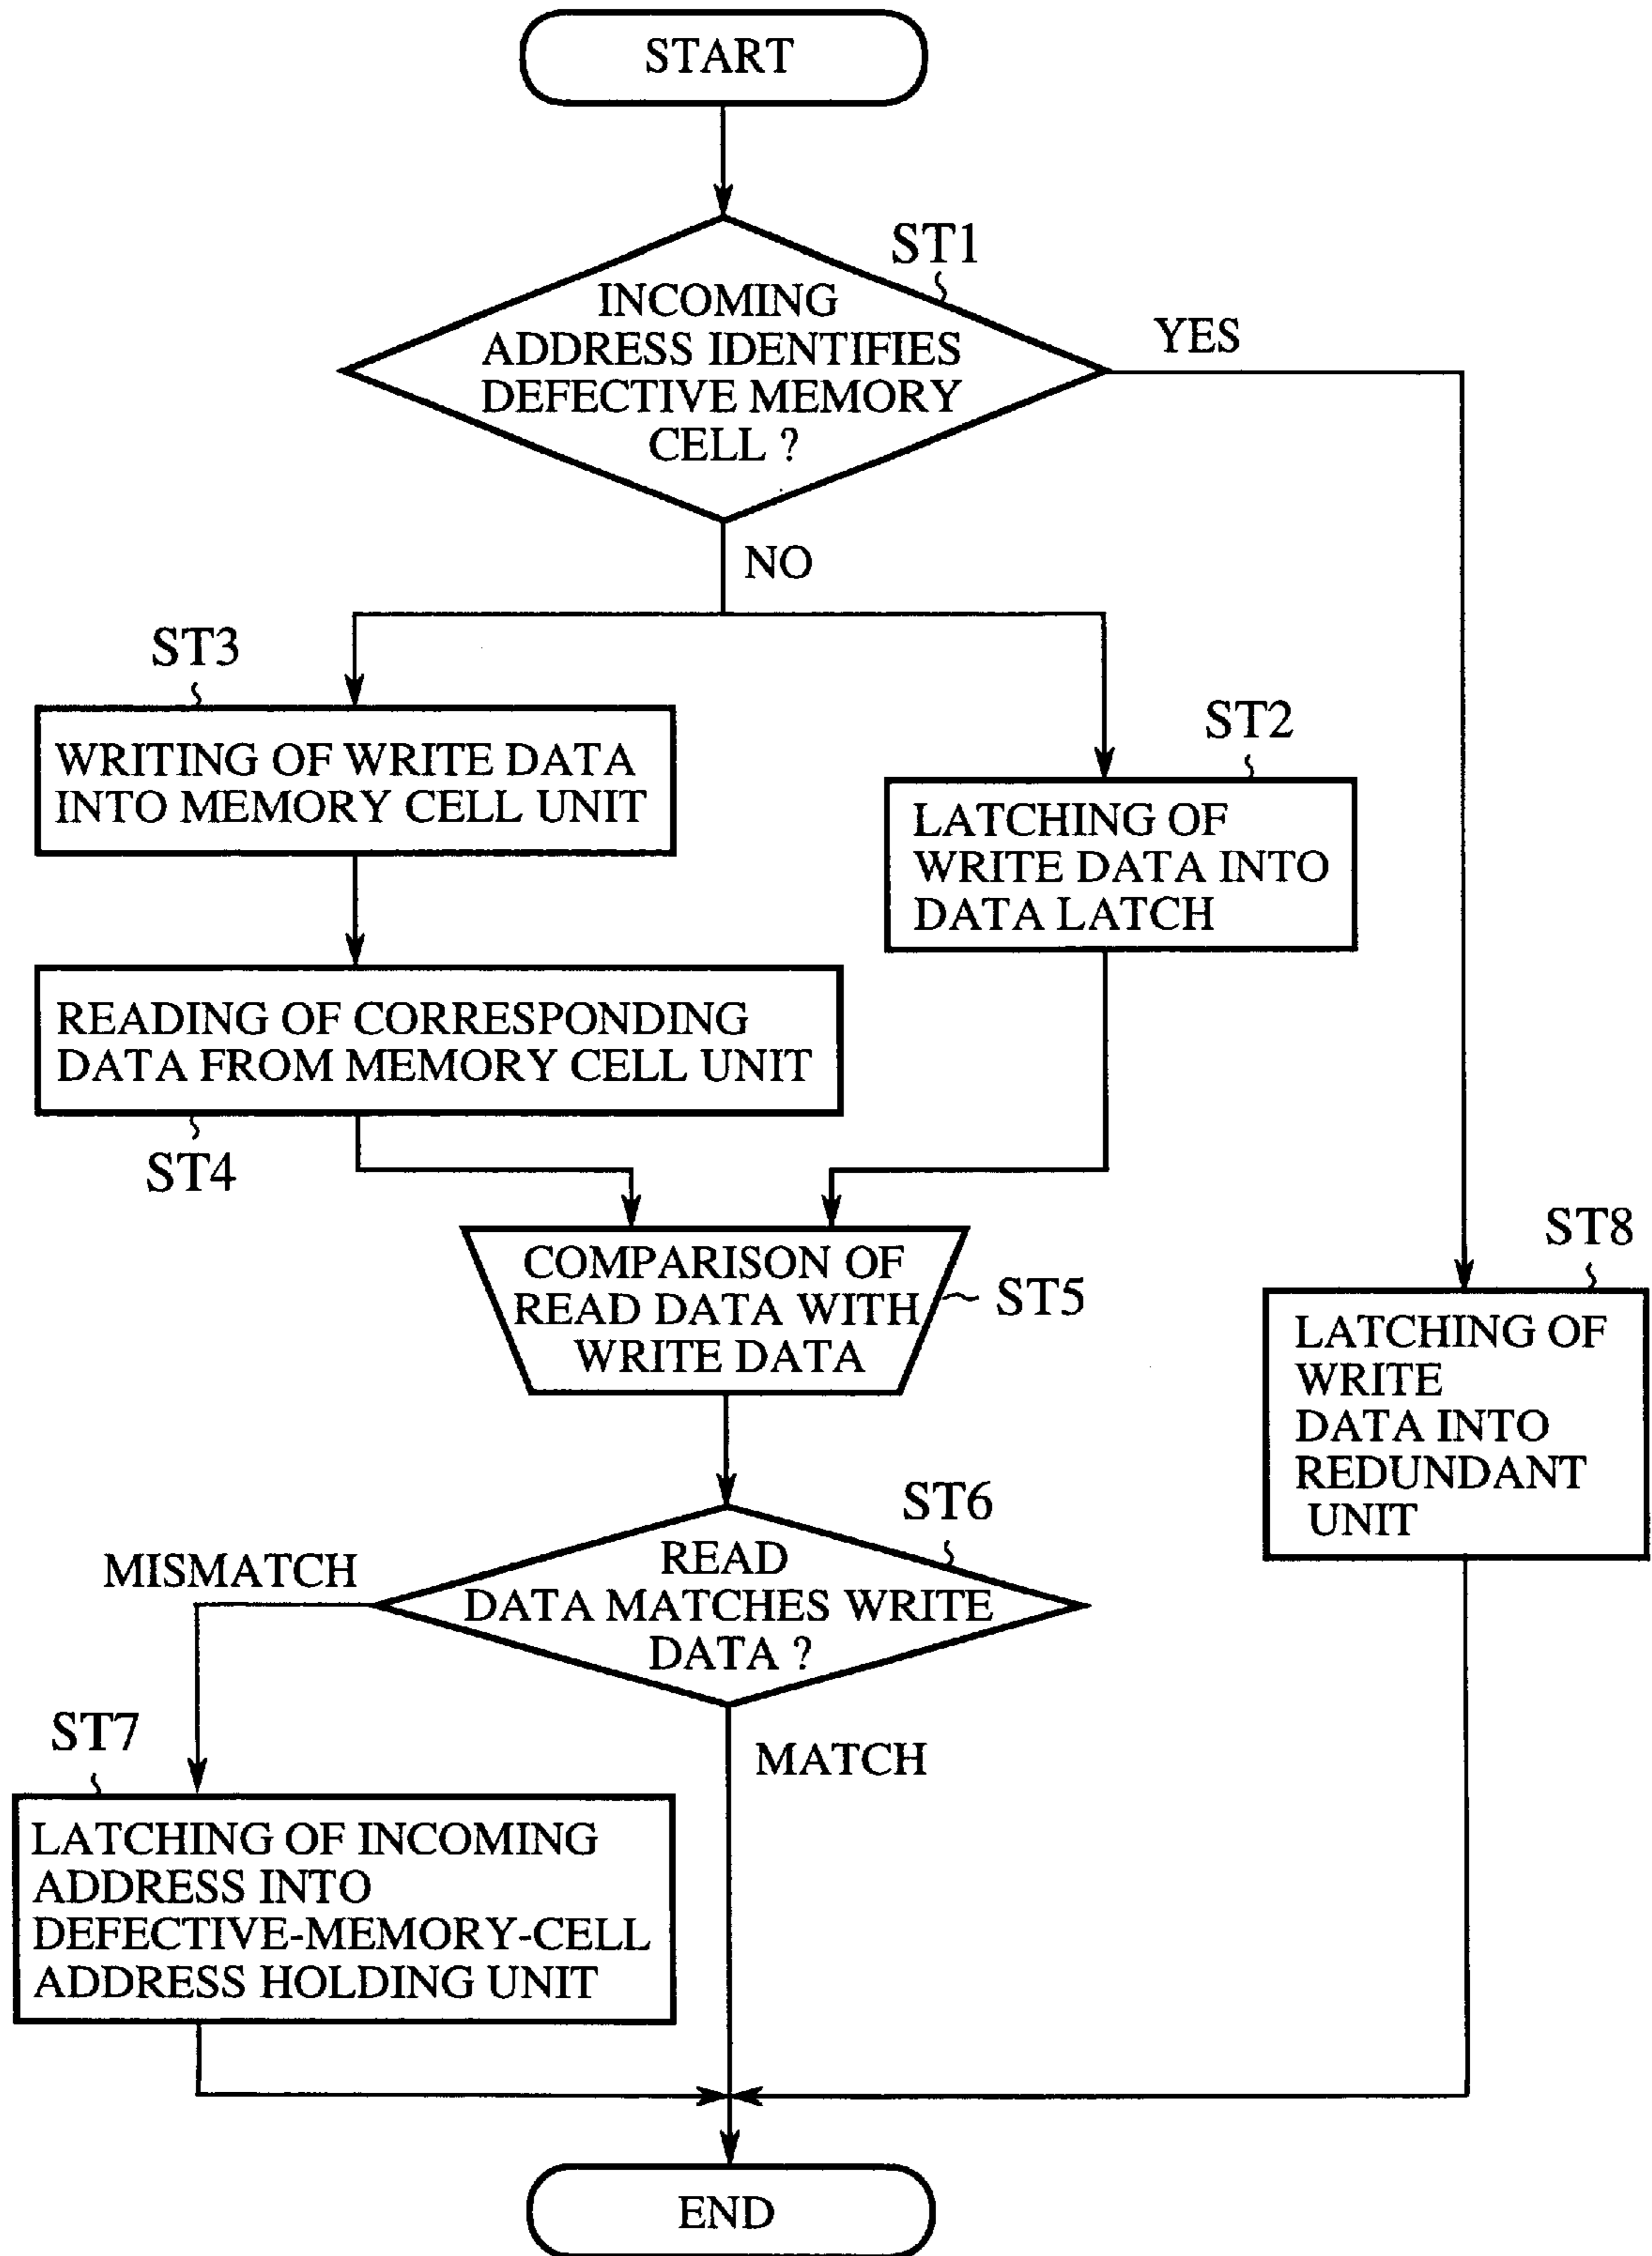 START
ST1
INCOMING
ADDRESS IDENTIFIES
DEFECTIVE MEMORY
CELL ?
YES
NO
ST3
WRITING OF WRITE DATA
INTO MEMORY CELL UNIT
ST2
LATCHING OF
WRITE DATA INTO
DATA LATCH
READING OF CORRESPONDING
DATA FROM MEMORY CELL UNIT
ST4
COMPARISON OF
READ DATA WITH
WRITE DATA
ST5
ST8
LATCHING OF
WRITE
DATA INTO
REDUNDANT
UNIT
ST6
READ
DATA MATCHES WRITE
DATA ?
MISMATCH
MATCH
ST7
LATCHING OF INCOMING
ADDRESS INTO
DEFECTIVE-MEMORY-CELL
ADDRESS HOLDING UNIT
END